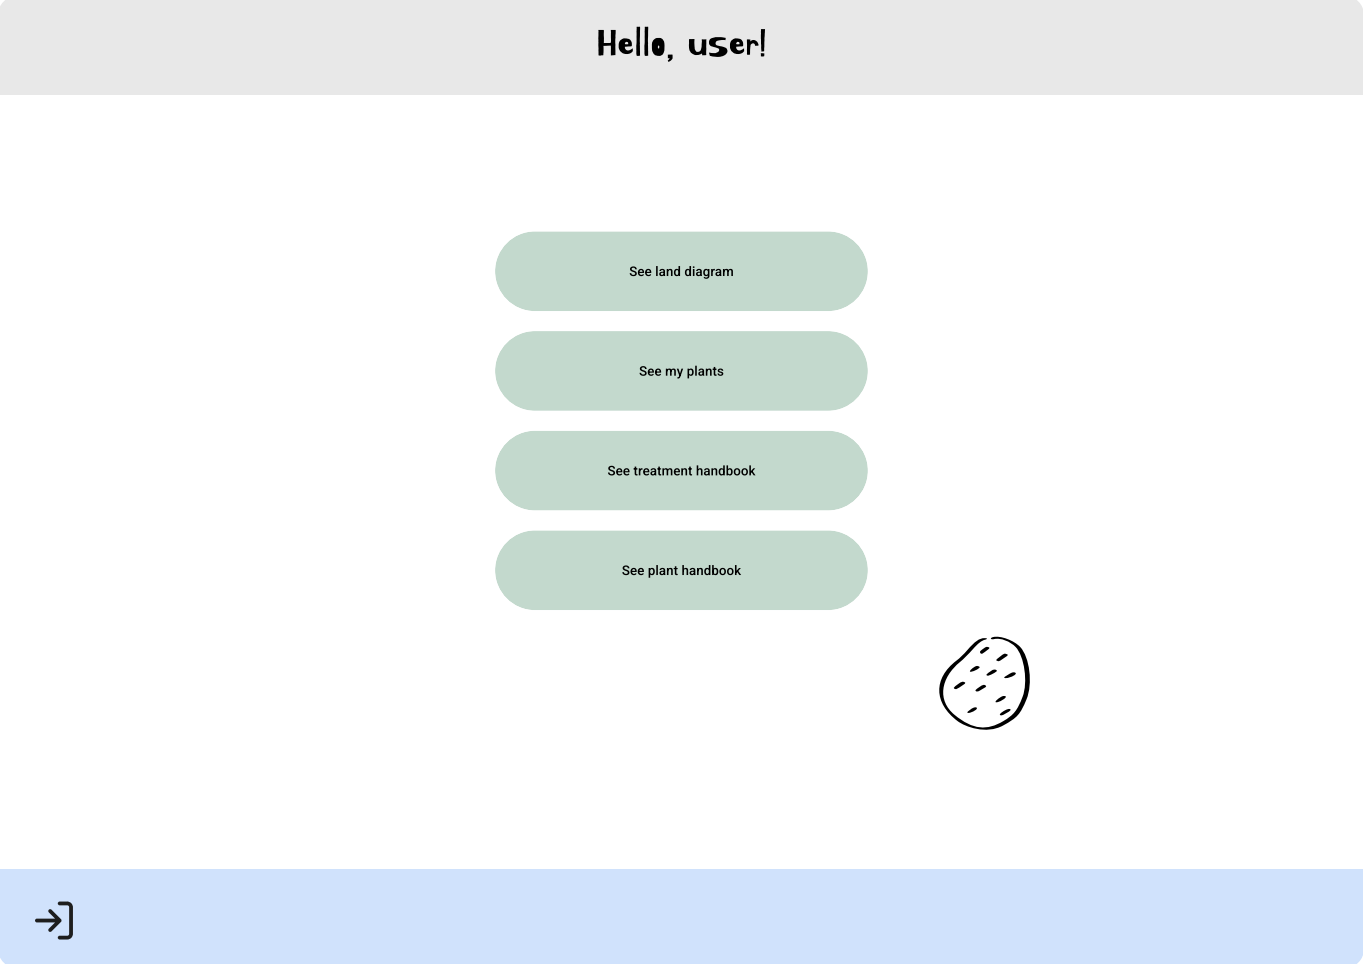 Hello, user!
See land diagram
See my plants
See treatment handbook
See plant handbook